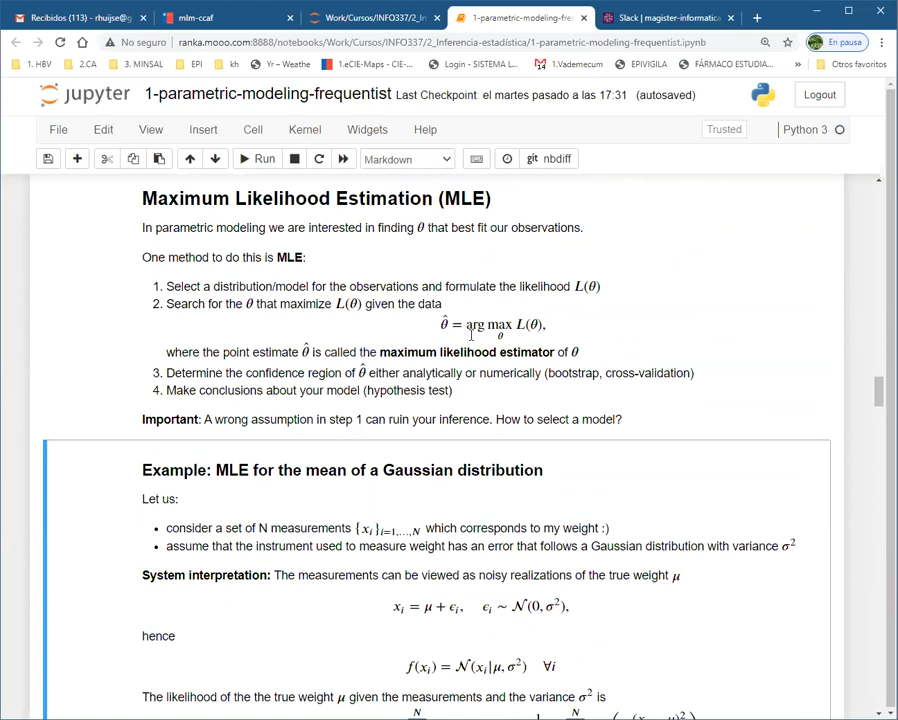 Recibidos (113) - rhuijse@g
mlm-ccaf
Work/Cursos/INFO337/2_In
1-parametric-modeling-fre
Slack | magister-informatica
No seguro
ranka.mooo.com:8888/notebooks/Work/Cursos/INFO337/2_Inferencia-estadística/1-parametric-modeling-frequentist.ipynb
En pausa
1. HBV
2.CA
3. MINSAL
EPI
kh
Yr – Weathe
1.eCIE-Maps - CIE-...
Login - SISTEMA L...
1.Vademecum
EPIVIGILA
FÁRMACO ESTUDIA...
»
Otros favoritos
jupyter
1-parametric-modeling-frequentist Last Checkpoint: el martes pasado a las 17:31 (autosaved)
Logout
File Edit View Insert Cell Kernel Widgets Help
Trusted
Python 3
Run
Markdown
git nbdiff
Maximum Likelihood Estimation (MLE)
In parametric modeling we are interested in finding θ that best fit our observations.
One method to do this is MLE:
1. Select a distribution/model for the observations and formulate the likelihood L(θ)
2. Search for the θ that maximize L(θ) given the data
θ̂ = arg max_θ L(θ),
where the point estimate θ̂ is called the maximum likelihood estimator of θ
3. Determine the confidence region of θ̂ either analytically or numerically (bootstrap, cross-validation)
4. Make conclusions about your model (hypothesis test)
Important: A wrong assumption in step 1 can ruin your inference. How to select a model?
Example: MLE for the mean of a Gaussian distribution
Let us:
• consider a set of N measurements {x_i}_{i=1,...,N} which corresponds to my weight :)
• assume that the instrument used to measure weight has an error that follows a Gaussian distribution with variance σ²
System interpretation: The measurements can be viewed as noisy realizations of the true weight μ
x_i = μ + ϵ_i, ϵ_i ∼ 𝒩(0, σ²),
hence
f(x_i) = 𝒩(x_i|μ, σ²) ∀i
The likelihood of the the true weight μ given the measurements and the variance σ² is